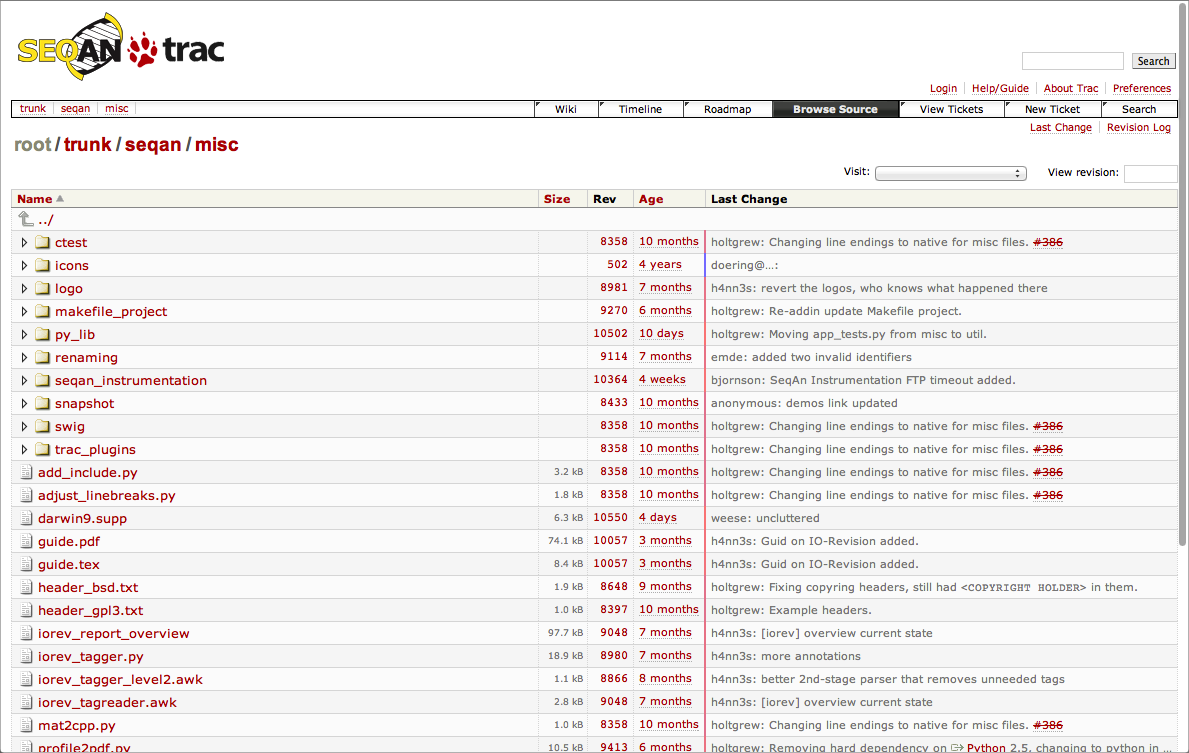 SEQAN trac
Search
Login Help/Guide About Trac Preferences
trunk seqan misc Wiki Timeline Roadmap Browse Source View Tickets New Ticket Search
Last Change Revision Log
root / trunk / seqan / misc
Visit: View revision:
Name Size Rev Age Last Change
../
ctest 8358 10 months holtgrew: Changing line endings to native for misc files. #386
icons 502 4 years doering@...:
logo 8981 7 months h4nn3s: revert the logos, who knows what happened there
makefile_project 9270 6 months holtgrew: Re-addin update Makefile project.
py_lib 10502 10 days holtgrew: Moving app_tests.py from misc to util.
renaming 9114 7 months emde: added two invalid identifiers
seqan_instrumentation 10364 4 weeks bjornson: SeqAn Instrumentation FTP timeout added.
snapshot 8433 10 months anonymous: demos link updated
swig 8358 10 months holtgrew: Changing line endings to native for misc files. #386
trac_plugins 8358 10 months holtgrew: Changing line endings to native for misc files. #386
add_include.py 3.2 kB 8358 10 months holtgrew: Changing line endings to native for misc files. #386
adjust_linebreaks.py 1.8 kB 8358 10 months holtgrew: Changing line endings to native for misc files. #386
darwin9.supp 6.3 kB 10550 4 days weese: uncluttered
guide.pdf 74.1 kB 10057 3 months h4nn3s: Guid on IO-Revision added.
guide.tex 8.4 kB 10057 3 months h4nn3s: Guid on IO-Revision added.
header_bsd.txt 1.9 kB 8648 9 months holtgrew: Fixing copyring headers, still had <COPYRIGHT HOLDER> in them.
header_gpl3.txt 1.0 kB 8397 10 months holtgrew: Example headers.
iorev_report_overview 97.7 kB 9048 7 months h4nn3s: [iorev] overview current state
iorev_tagger.py 18.9 kB 8980 7 months h4nn3s: more annotations
iorev_tagger_level2.awk 1.1 kB 8866 8 months h4nn3s: better 2nd-stage parser that removes unneeded tags
iorev_tagreader.awk 2.8 kB 9048 7 months h4nn3s: [iorev] overview current state
mat2cpp.py 1.0 kB 8358 10 months holtgrew: Changing line endings to native for misc files. #386
profile2pdf.py 10.5 kB 9413 6 months holtgrew: Removing hard dependency on Python 2.5, changing to python in ...